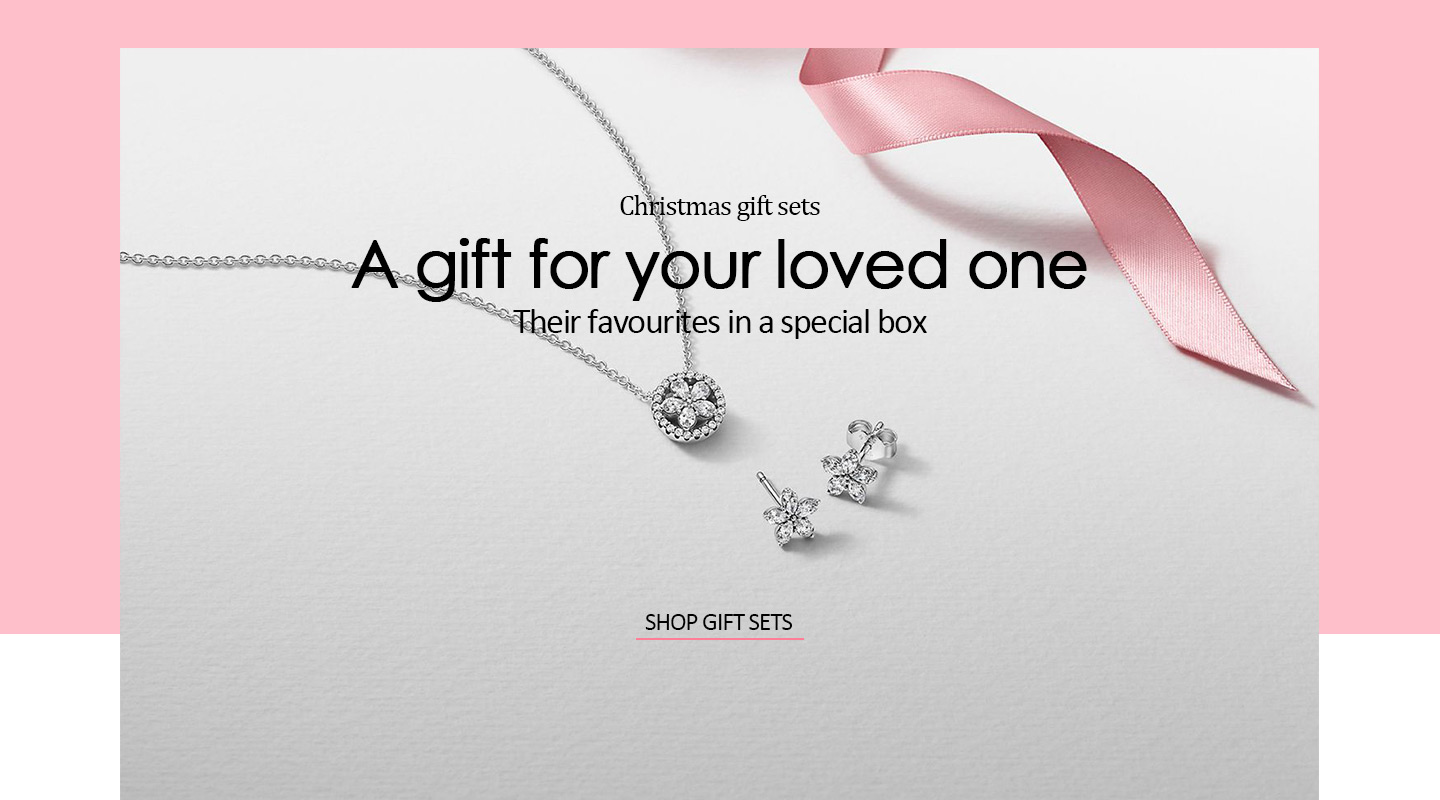 Christmas gift sets
A gift for your loved one
Their favourites in a special box
SHOP GIFT SETS